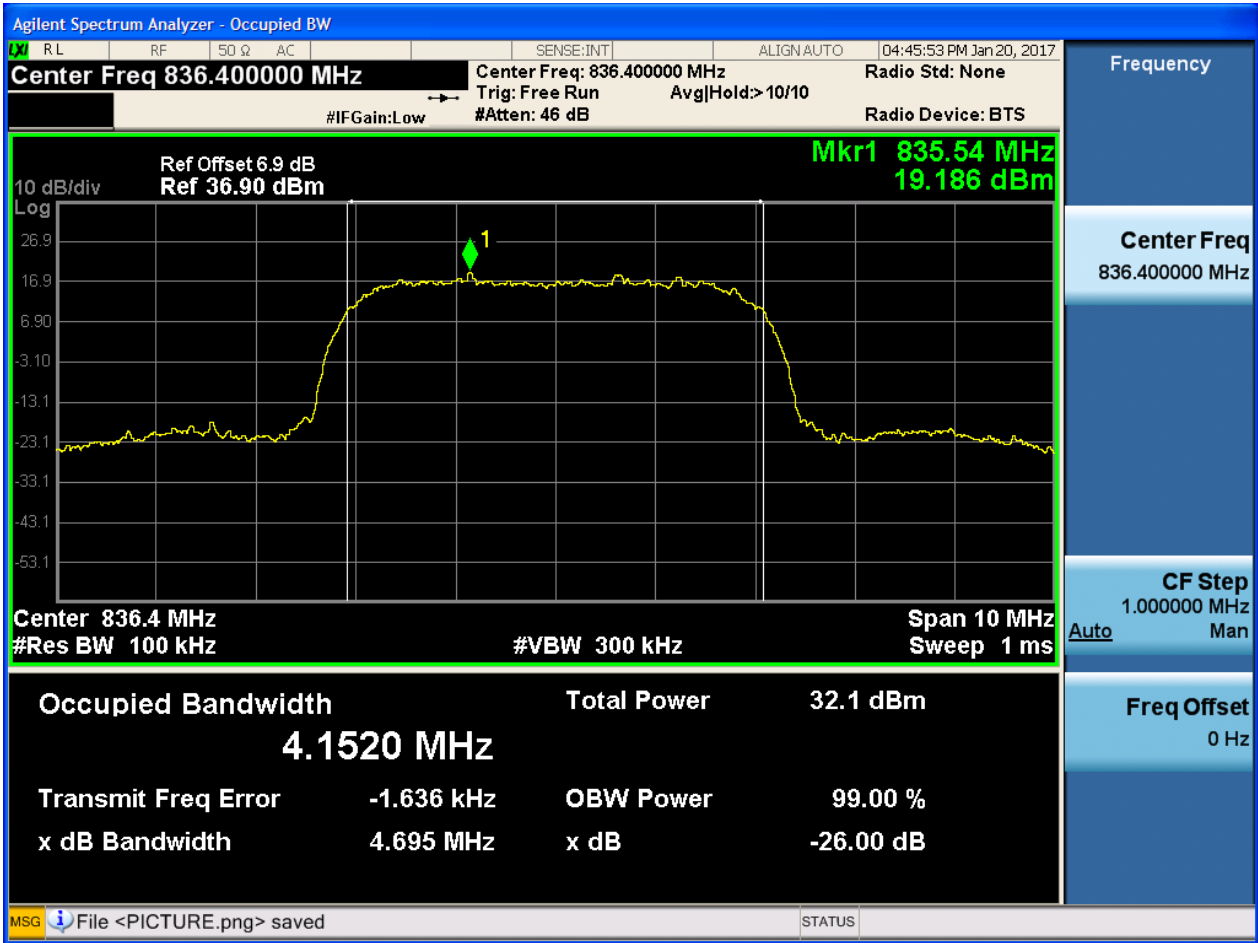 Agilent Spectrum Analyzer - Occupied BW
LXI RL RF 50 Ω AC SENSE:INT ALIGN AUTO 04:45:53 PM Jan 20, 2017
Center Freq 836.400000 MHz
Center Freq: 836.400000 MHz Radio Std: None
Trig: Free Run Avg|Hold:> 10/10
#IFGain:Low #Atten: 46 dB Radio Device: BTS
Frequency
Mkr1 835.54 MHz
19.186 dBm
Ref Offset 6.9 dB
10 dB/div Ref 36.90 dBm
Log
26.9
16.9
6.90
-3.10
-13.1
-23.1
-33.1
-43.1
-53.1
1
Center 836.4 MHz Span 10 MHz
#Res BW 100 kHz #VBW 300 kHz Sweep 1 ms
Center Freq
836.400000 MHz
CF Step
1.000000 MHz
Auto Man
Freq Offset
0 Hz
Occupied Bandwidth Total Power 32.1 dBm
4.1520 MHz
Transmit Freq Error -1.636 kHz OBW Power 99.00 %
x dB Bandwidth 4.695 MHz x dB -26.00 dB
MSG File <PICTURE.png> saved STATUS